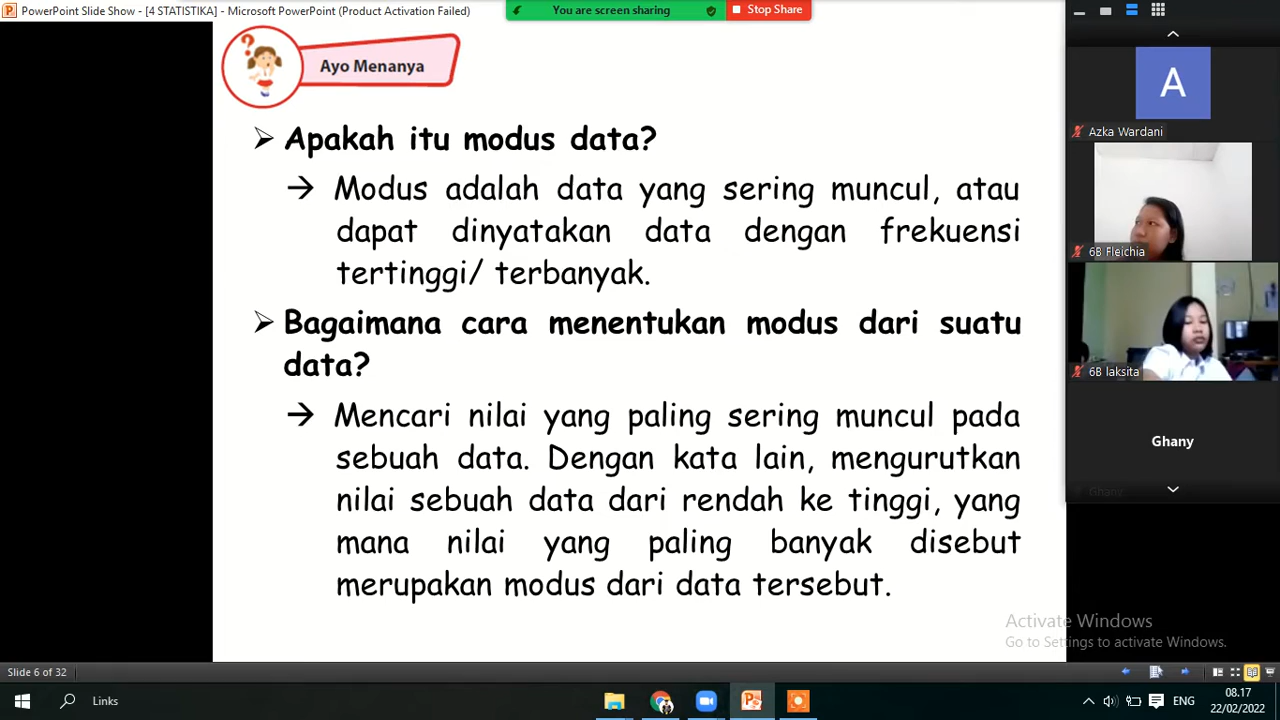 PowerPoint Slide Show - [4 STATISTIKA] - Microsoft PowerPoint (Product Activation Failed)
You are screen sharing
Stop Share
Ayo Menanya
Apakah itu modus data?
Modus adalah data yang sering muncul, atau
dapat dinyatakan data dengan frekuensi
tertinggi/ terbanyak.
Bagaimana cara menentukan modus dari suatu
data?
Mencari nilai yang paling sering muncul pada
sebuah data. Dengan kata lain, mengurutkan
nilai sebuah data dari rendah ke tinggi, yang
mana nilai yang paling banyak disebut
merupakan modus dari data tersebut.
A
Azka Wardani
6B Fleichia
6B laksita
Ghany
Ghany
Activate Windows
Go to Settings to activate Windows.
Slide 6 of 32
Links
ENG
08.17
22/02/2022